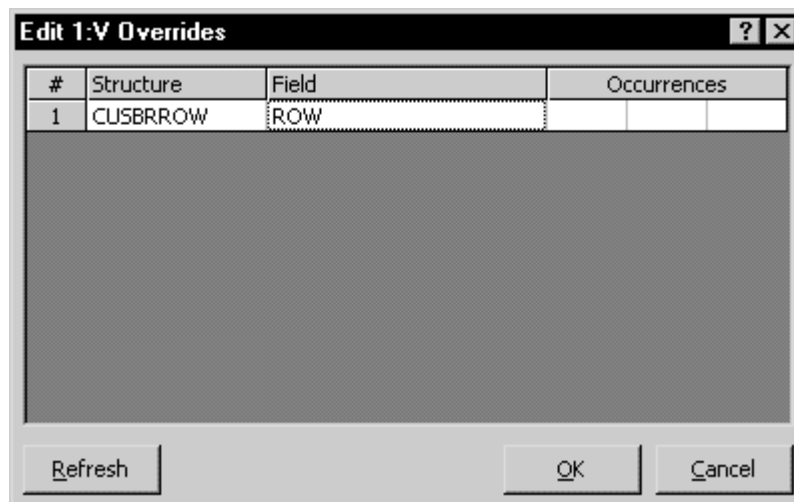 Edit 1:V Overrides ? X
# Structure Field Occurrences
1 CUSBRROW ROW
Refresh OK Cancel